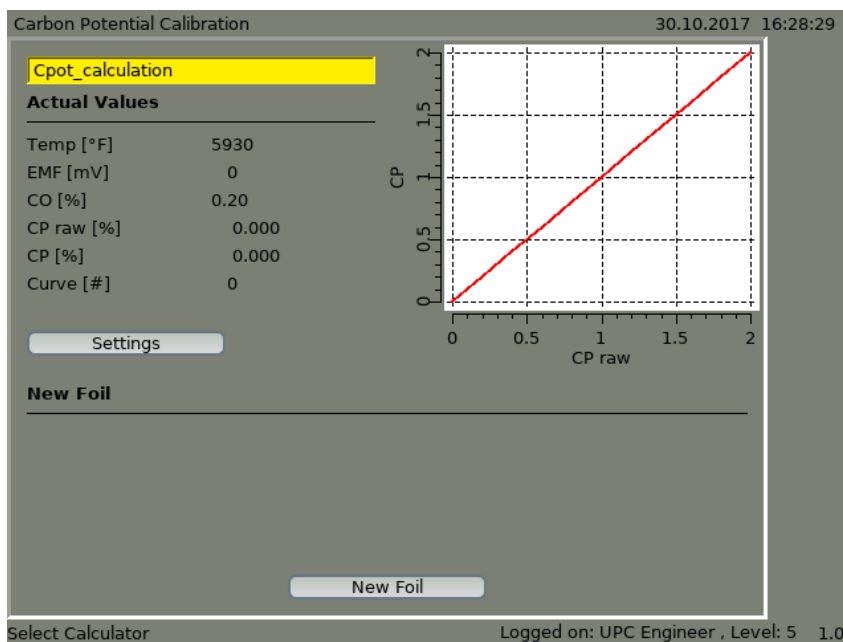 Carbon Potential Calibration 30.10.2017 16:28:29
Cpot_calculation
Actual Values
Temp [°F] 5930
EMF [mV] 0
CO [%] 0.20
CP raw [%] 0.000
CP [%] 0.000
Curve [#] 0
Settings
CP
2
1.5
1
0.5
0
0 0.5 1 1.5 2
CP raw
New Foil
New Foil
Select Calculator Logged on: UPC Engineer , Level: 5 1.0